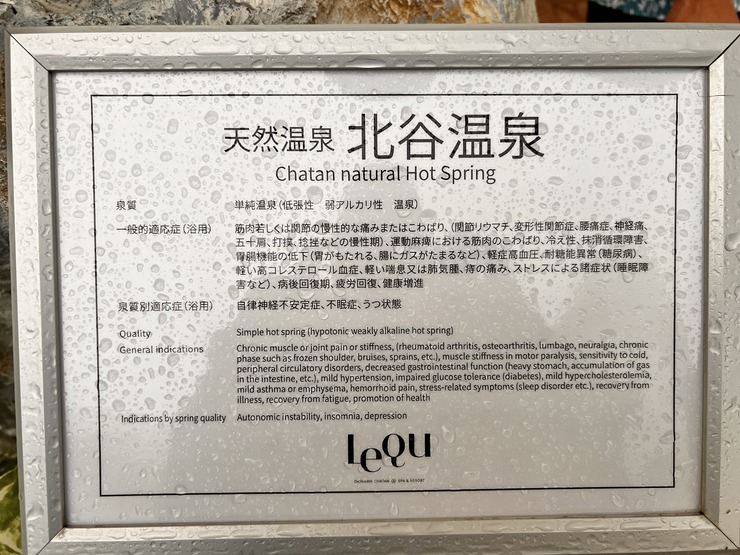 天然温泉 北谷温泉
Chatan natural Hot Spring
泉質 単純温泉(低張性 弱アルカリ性 温泉)
一般的適応症(浴用) 筋肉若しくは関節の慢性的な痛みまたはこわばり、(関節リウマチ、変形性関節症、腰痛症、神経痛、
五十肩、打撲、捻挫などの慢性期)、運動麻痺における筋肉のこわばり、冷え性、抹消循環障害、
胃腸機能の低下(胃がもたれる、腸にガスがたまるなど)、軽症高血圧、耐糖能異常(糖尿病)、
軽い高コレステロール血症、軽い喘息又は肺気腫、痔の痛み、ストレスによる諸症状(睡眠障
害など)、病後回復期、疲労回復、健康増進
泉質別適応症(浴用) 自律神経不安定症、不眠症、うつ状態
Quality Simple hot spring (hypotonic weakly alkaline hot spring)
General indications Chronic muscle or joint pain or stiffness, (rheumatoid arthritis, osteoarthritis, lumbago, neuralgia, chronic
phase such as frozen shoulder, bruises, sprains, etc.), muscle stiffness in motor paralysis, sensitivity to cold,
peripheral circulatory disorders, decreased gastrointestinal function (heavy stomach, accumulation of gas
in the intestine, etc.), mild hypertension, impaired glucose tolerance (diabetes), mild hypercholesterolemia,
mild asthma or emphysema, hemorrhoid pain, stress-related symptoms (sleep disorder etc.), recovery from
illness, recovery from fatigue, promotion of health
Indications by spring quality Autonomic instability, insomnia, depression
LeQu
OKINAWA CHATAN SPA & RESORT